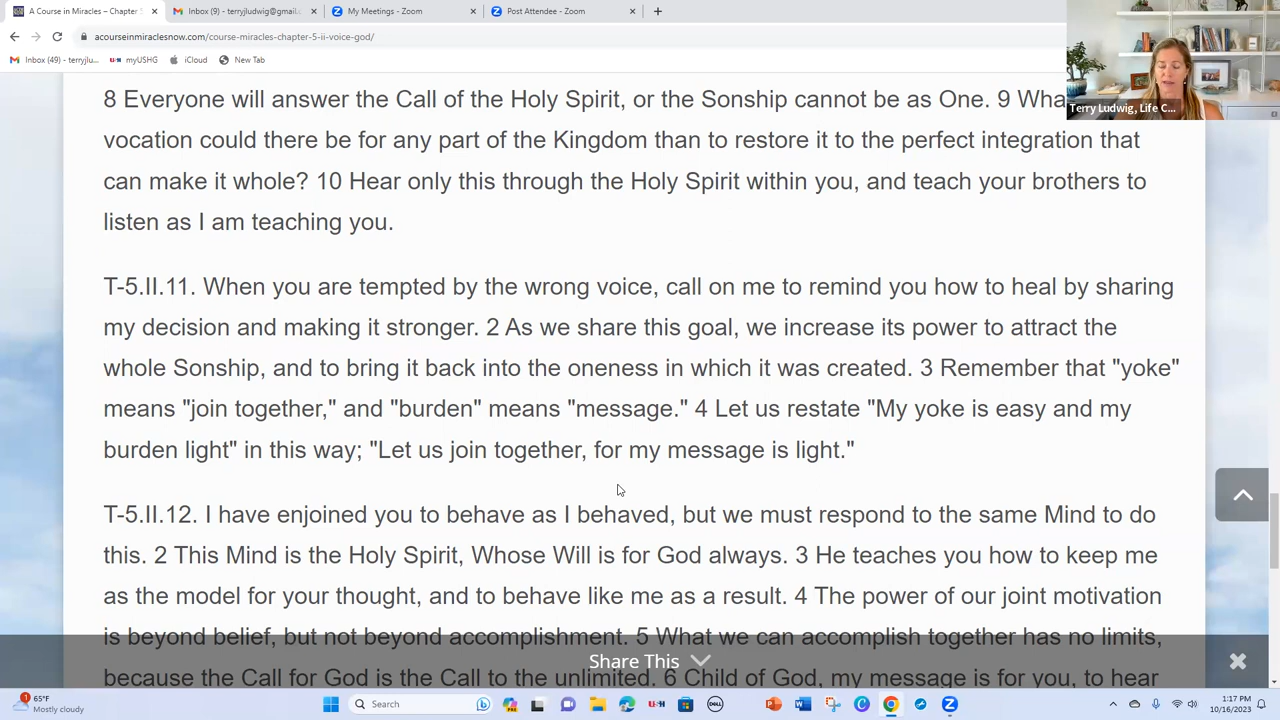 A Course in Miracles – Chapter 5
Inbox (9) - terryjludwig@gmail.
My Meetings - Zoom
Post Attendee - Zoom
acourseinmiraclesnow.com/course-miracles-chapter-5-ii-voice-god/
Inbox (49) - terryjlu...
myUSHG
iCloud
New Tab
Terry Ludwig, Life C...
8 Everyone will answer the Call of the Holy Spirit, or the Sonship cannot be as One. 9
vocation could there be for any part of the Kingdom than to restore it to the perfect integration that
can make it whole? 10 Hear only this through the Holy Spirit within you, and teach your brothers to
listen as I am teaching you.
T-5.II.11. When you are tempted by the wrong voice, call on me to remind you how to heal by sharing
my decision and making it stronger. 2 As we share this goal, we increase its power to attract the
whole Sonship, and to bring it back into the oneness in which it was created. 3 Remember that "yoke"
means "join together," and "burden" means "message." 4 Let us restate "My yoke is easy and my
burden light" in this way; "Let us join together, for my message is light."
T-5.II.12. I have enjoined you to behave as I behaved, but we must respond to the same Mind to do
this. 2 This Mind is the Holy Spirit, Whose Will is for God always. 3 He teaches you how to keep me
as the model for your thought, and to behave like me as a result. 4 The power of our joint motivation
is beyond belief, but not beyond accomplishment. 5 What we can accomplish together has no limits,
Share This
because the Call for God is the Call to the unlimited. 6 Child of God, my message is for you, to hear
65°F
Mostly cloudy
Search
1:17 PM
10/16/2023